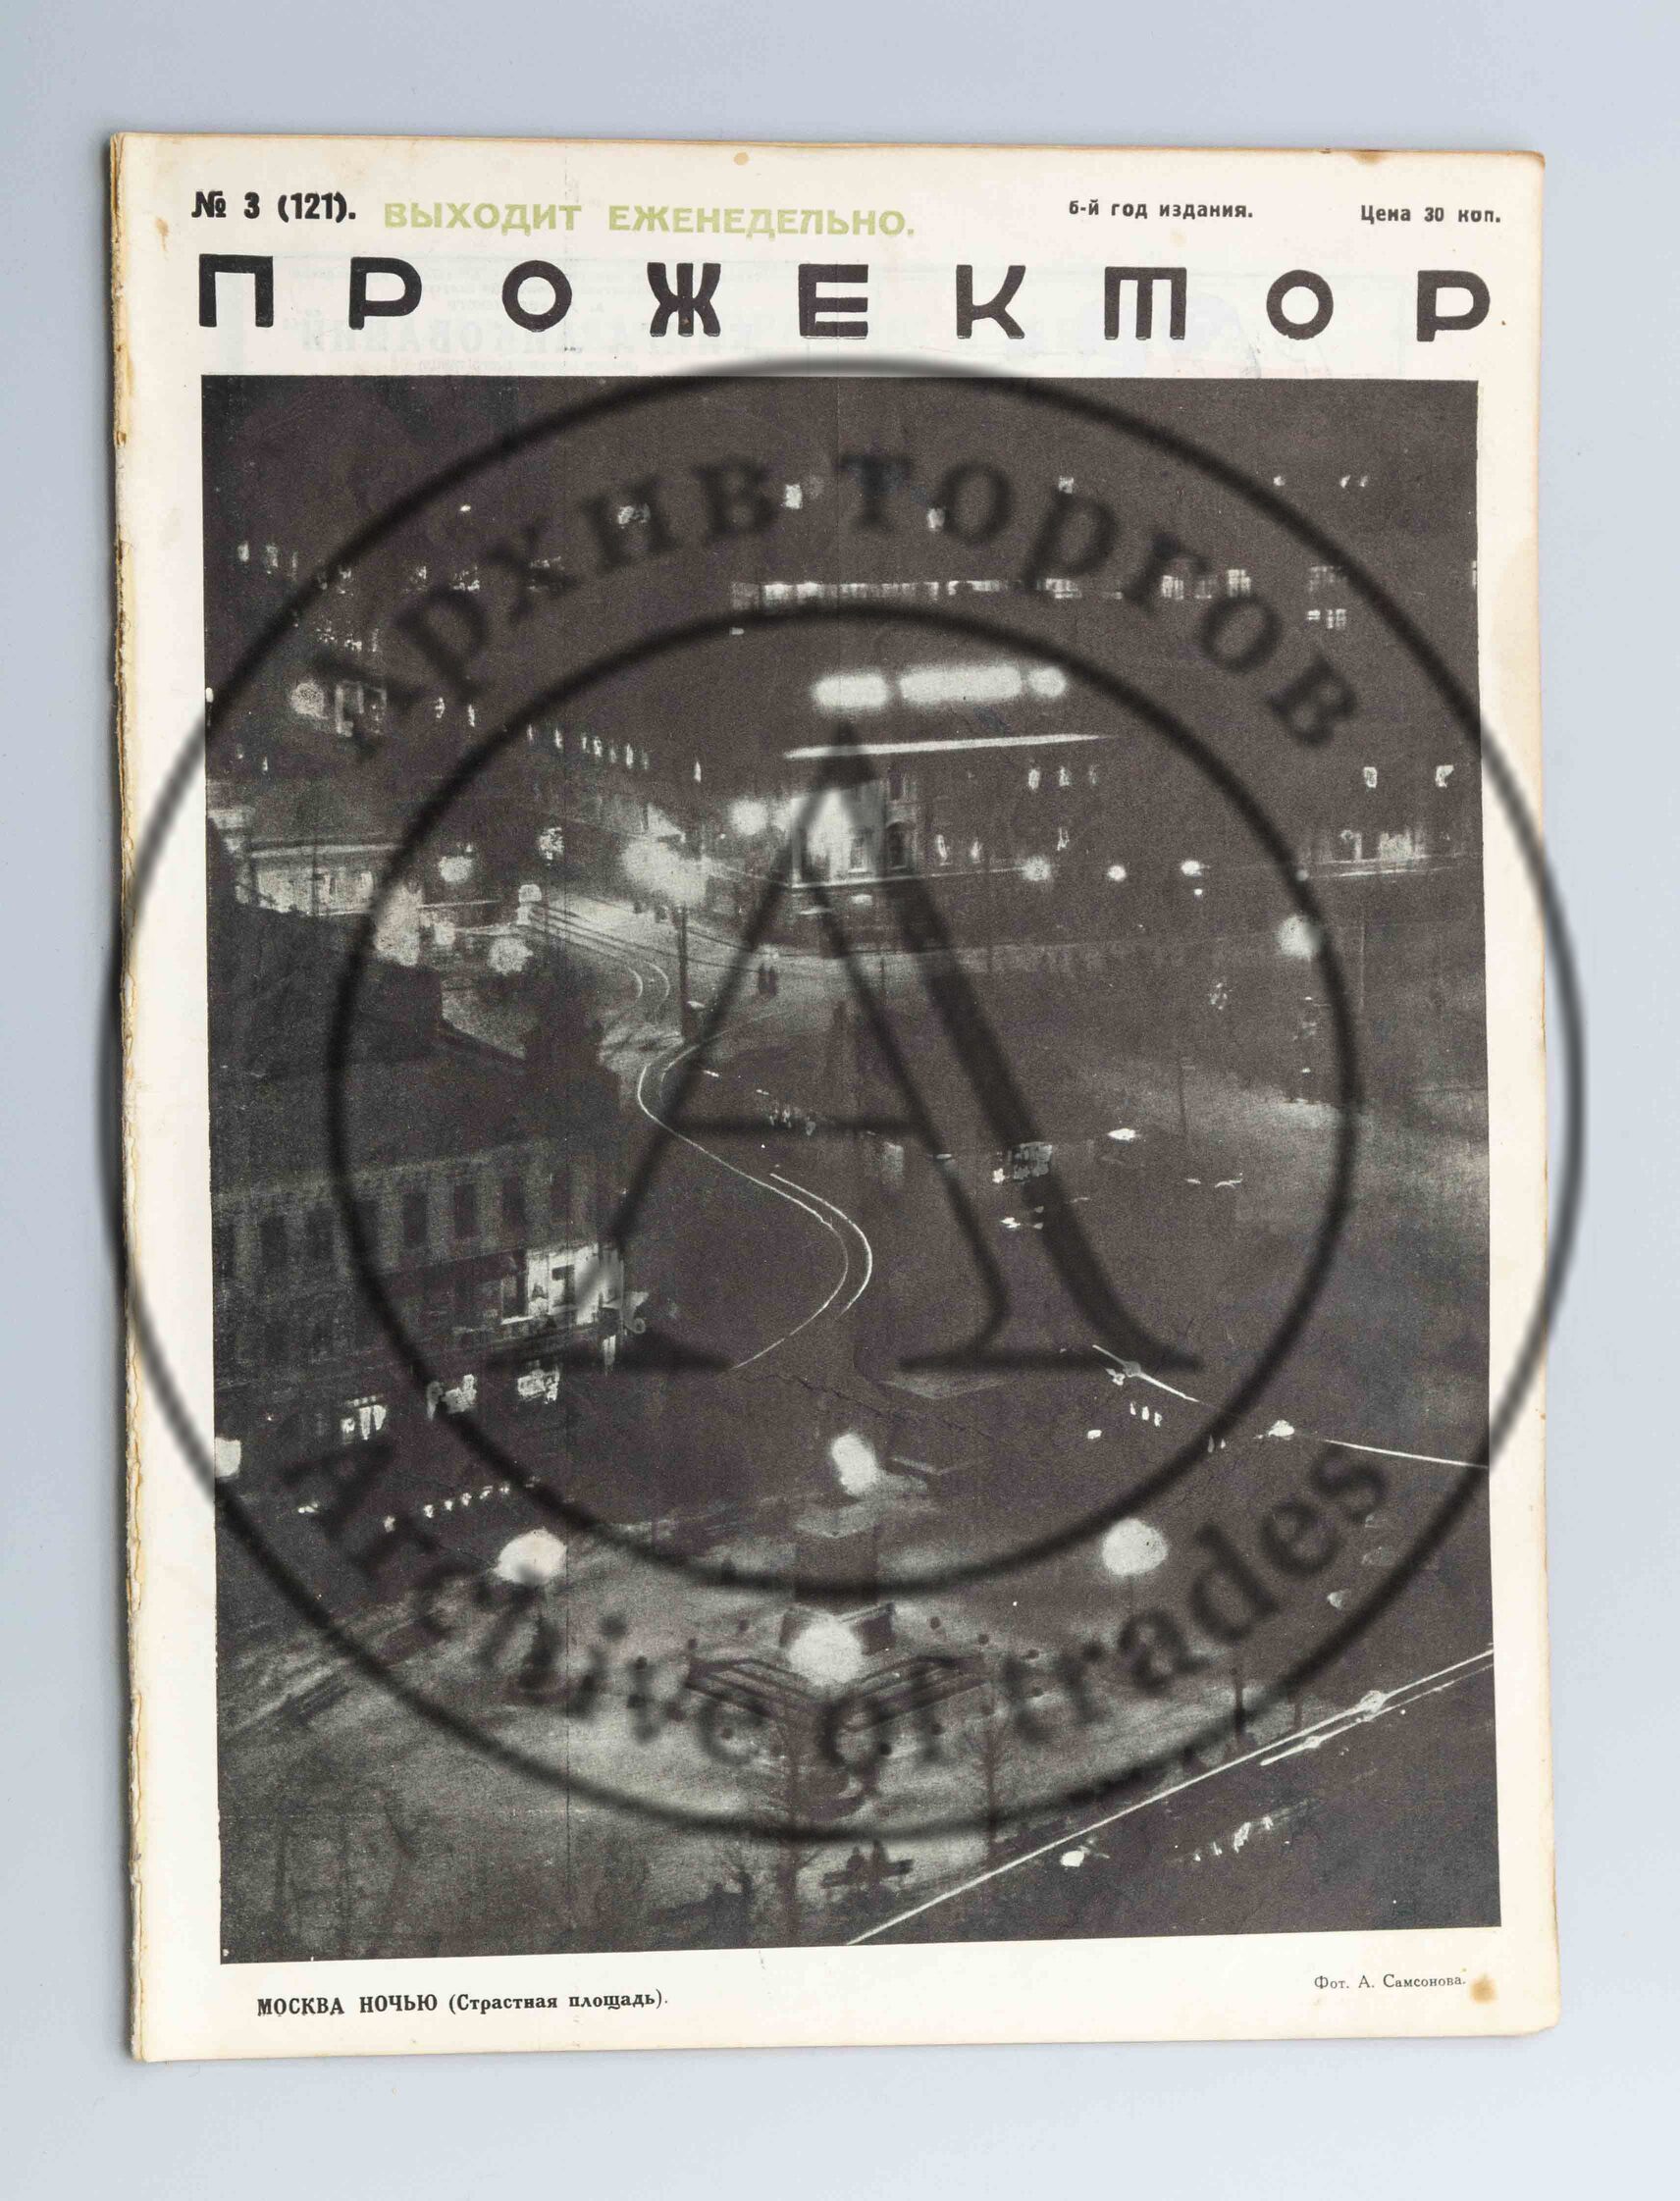 № 3 (121). ВЫХОДИТ ЕЖЕНЕДЕЛЬНО. 6-й год издания. Цена 30 коп.
ПРОЖЕКТОР
Архив торгов
А
Archive of trades
МОСКВА НОЧЬЮ (Страстная площадь).
Фот. А. Самсонова.